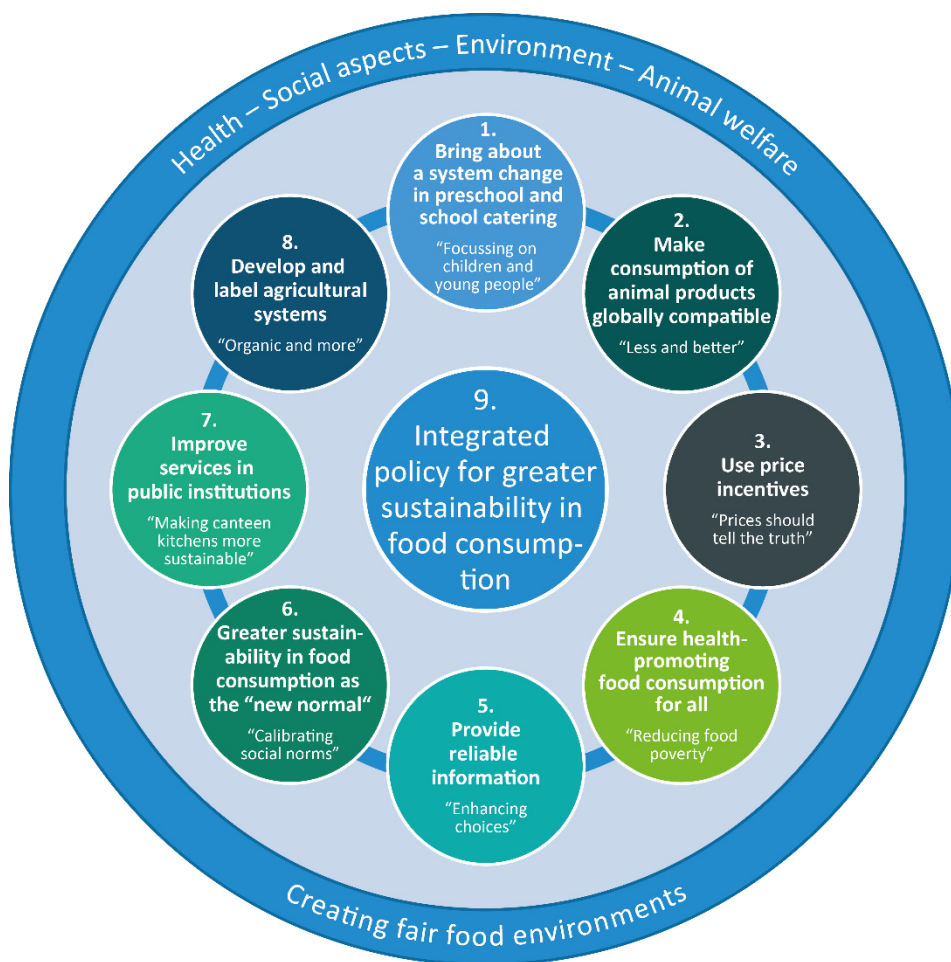 Health – Social aspects – Environment – Animal welfare
1.
Bring about
a system change
in preschool and
school catering
“Focussing on
children and
young people”
2.
Make
consumption of
animal products
globally compatible
“Less and better”
3.
Use price
incentives
“Prices should
tell the truth”
4.
Ensure health-
promoting
food consumption
for all
“Reducing food
poverty”
5.
Provide
reliable
information
“Enhancing
choices”
6.
Greater sustain-
ability in food
consumption as
the “new normal“
“Calibrating
social norms”
7.
Improve
services in
public institutions
“Making canteen
kitchens more
sustainable”
8.
Develop and
label agricultural
systems
“Organic and more”
9.
Integrated
policy for greater
sustainability in
food consump-
tion
Creating fair food environments